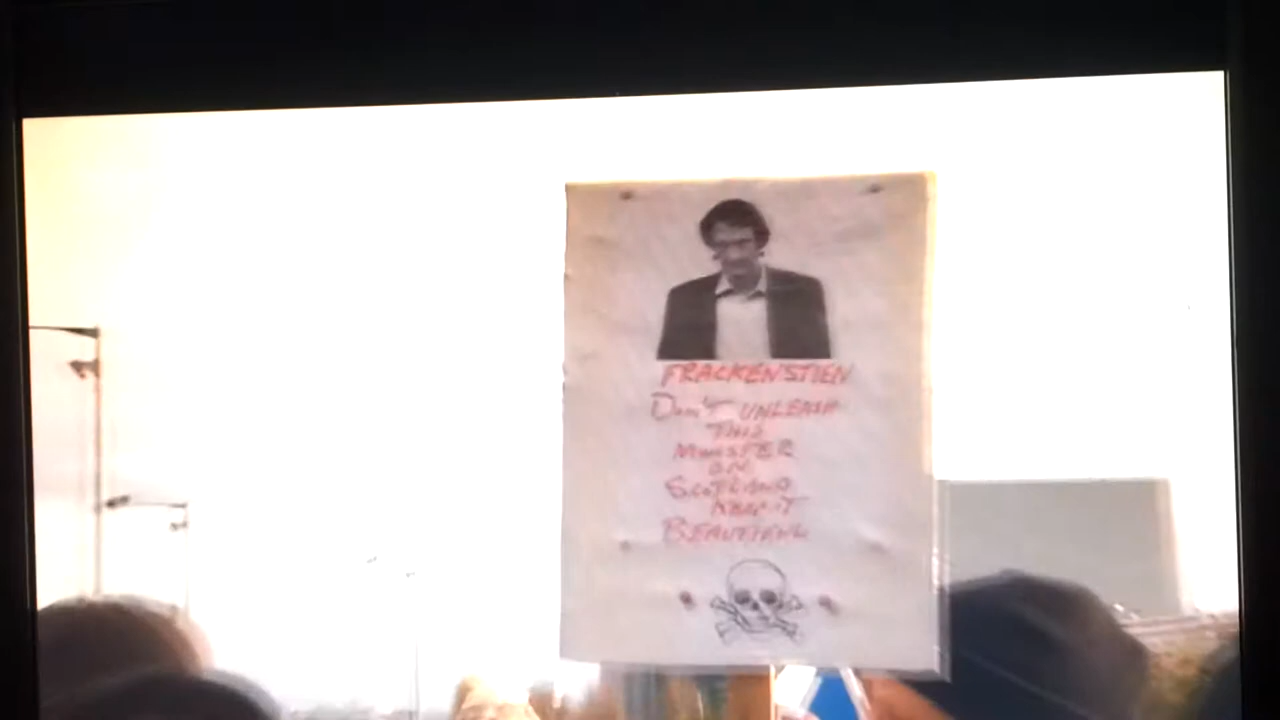 FRACKENSTIEN
Don't UNLEASH
THIS
MONSTER
ON
SCOTLAND
KEEP IT
BEAUTIFUL